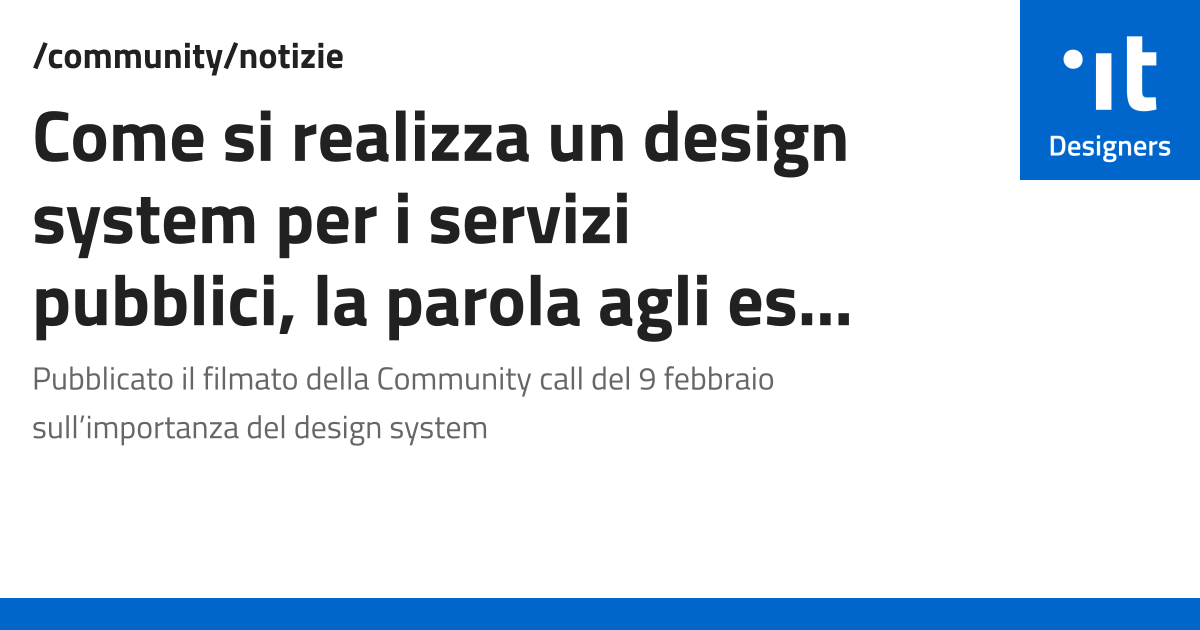 /community/notizie
Come si realizza un design
system per i servizi
pubblici, la parola agli es...
Pubblicato il filmato della Community call del 9 febbraio
sull’importanza del design system
it
Designers